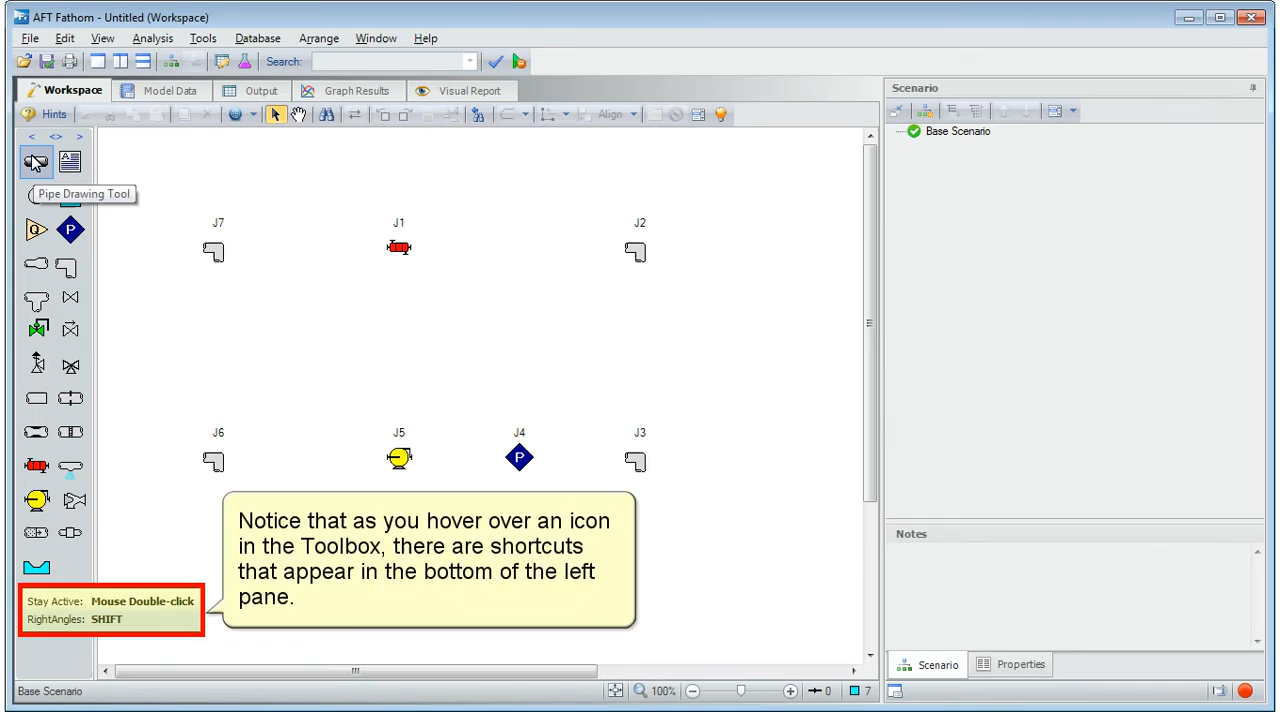 AFT Fathom - Untitled (Workspace)
File Edit View Analysis Tools Database Arrange Window Help
Search:
Workspace Model Data Output Graph Results Visual Report
Hints Align
< <> >
Pipe Drawing Tool
J7 J1 J2
Q P
J6 J5 J4 J3
P
Notice that as you hover over an icon
in the Toolbox, there are shortcuts
that appear in the bottom of the left
pane.
Stay Active: Mouse Double-click
RightAngles: SHIFT
Base Scenario 100% 0 7
Scenario
Base Scenario
Notes
Scenario Properties